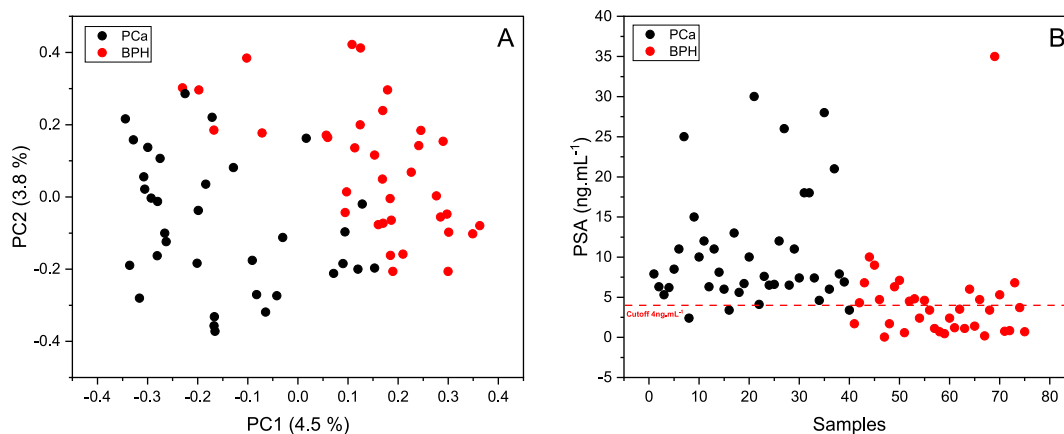 A
PCa
BPH
0.4
0.2
0.0
-0.2
-0.4
PC2 (3.8 %)
-0.4 -0.3 -0.2 -0.1 0.0 0.1 0.2 0.3 0.4
PC1 (4.5 %)
B
PCa
BPH
40
35
30
25
20
15
10
5
0
-5
PSA (ng.mL⁻¹)
Cutoff 4ng.mL⁻¹
0 10 20 30 40 50 60 70 80
Samples